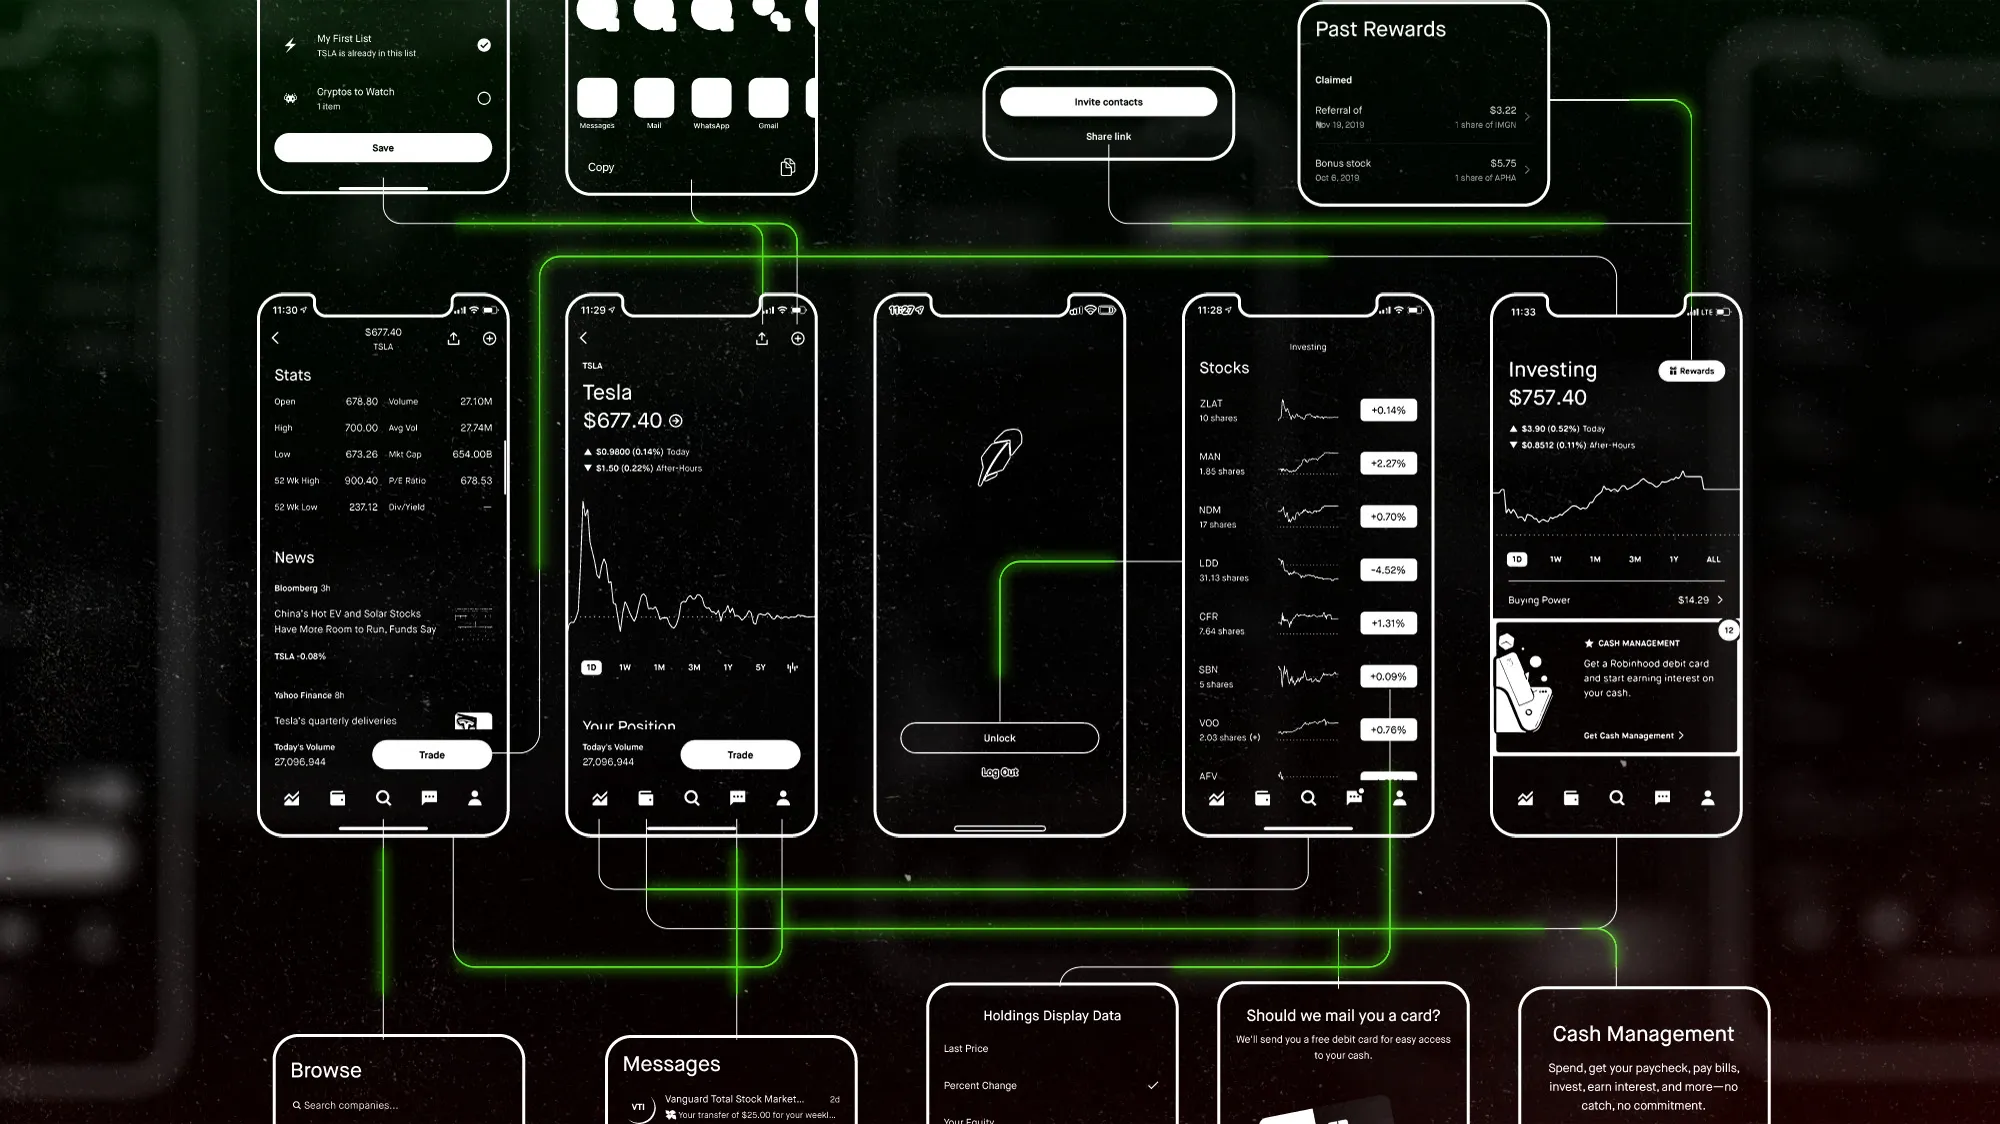 My First List
TSLA is already in this list
Cryptos to Watch
1 item
Save
Messages
Mail
WhatsApp
Gmail
Copy
Invite contacts
Share link
Past Rewards
Claimed
Referral of
$3.22
Nov 19, 2019
1 share of IMGN
Bonus stock
$5.75
Oct 6, 2019
1 share of APHA
11:30
$677.40
TSLA
Stats
Open 678.80 Volume 27.10M
High 700.00 Avg Vol 27.74M
Low 673.26 Mkt Cap 654.00B
52 Wk High 900.40 P/E Ratio 678.53
52 Wk Low 237.12 Div/Yield —
News
Bloomberg 3h
China's Hot EV and Solar Stocks
Have More Room to Run, Funds Say
TSLA -0.08%
Yahoo Finance 8h
Tesla's quarterly deliveries
Today's Volume
27,096,944
Trade
11:29
TSLA
Tesla
$677.40
$0.9800 (0.14%) Today
$1.50 (0.22%) After-Hours
1D 1W 1M 3M 1Y 5Y
Your Position
Today's Volume
27,096,944
Trade
11:27
Unlock
Log Out
11:28
Investing
Stocks
ZLAT
10 shares
+0.14%
MAN
1.85 shares
+2.27%
NDM
17 shares
+0.70%
LDD
31.13 shares
-4.52%
CFR
7.64 shares
+1.31%
SBN
5 shares
+0.09%
VOO
2.03 shares (+)
+0.76%
11:33
LTE
Investing
Rewards
$757.40
$3.90 (0.52%) Today
$0.8512 (0.11%) After-Hours
1D 1W 1M 3M 1Y ALL
Buying Power $14.29
12
CASH MANAGEMENT
Get a Robinhood debit card
and start earning interest on
your cash.
Get Cash Management
Browse
Search companies...
Messages
VTI
Vanguard Total Stock Market... 2d
Your transfer of $25.00 for your weekl...
Holdings Display Data
Last Price
Percent Change
Your Equity
Should we mail you a card?
We'll send you a free debit card for easy access
to your cash.
Cash Management
Spend, get your paycheck, pay bills,
invest, earn interest, and more—no
catch, no commitment.